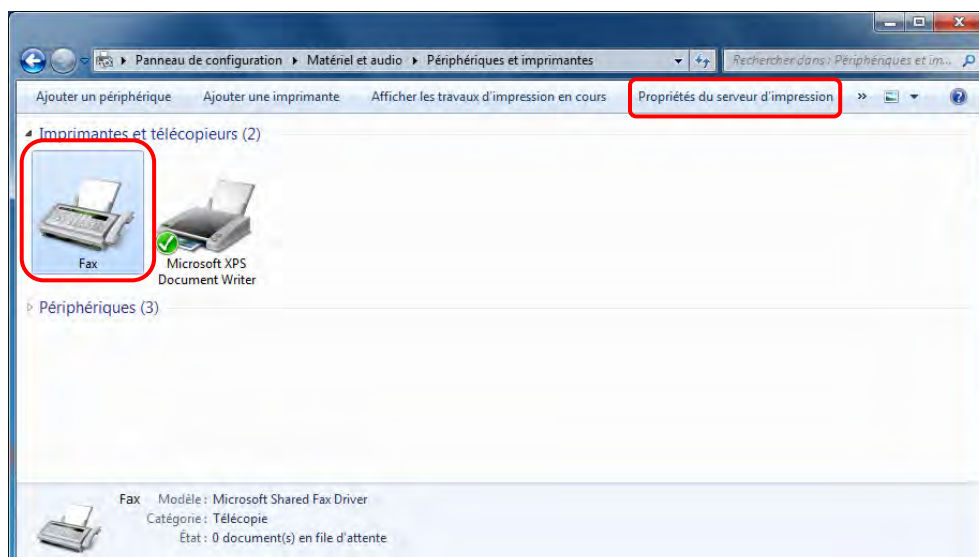 Panneau de configuration Matériel et audio Périphériques et imprimantes Rechercher dans : Périphériques et im...
Ajouter un périphérique Ajouter une imprimante Afficher les travaux d'impression en cours Propriétés du serveur d'impression »
Imprimantes et télécopieurs (2)
Fax
Microsoft XPS
Document Writer
Périphériques (3)
Fax Modèle : Microsoft Shared Fax Driver
Catégorie : Télécopie
État : 0 document(s) en file d'attente